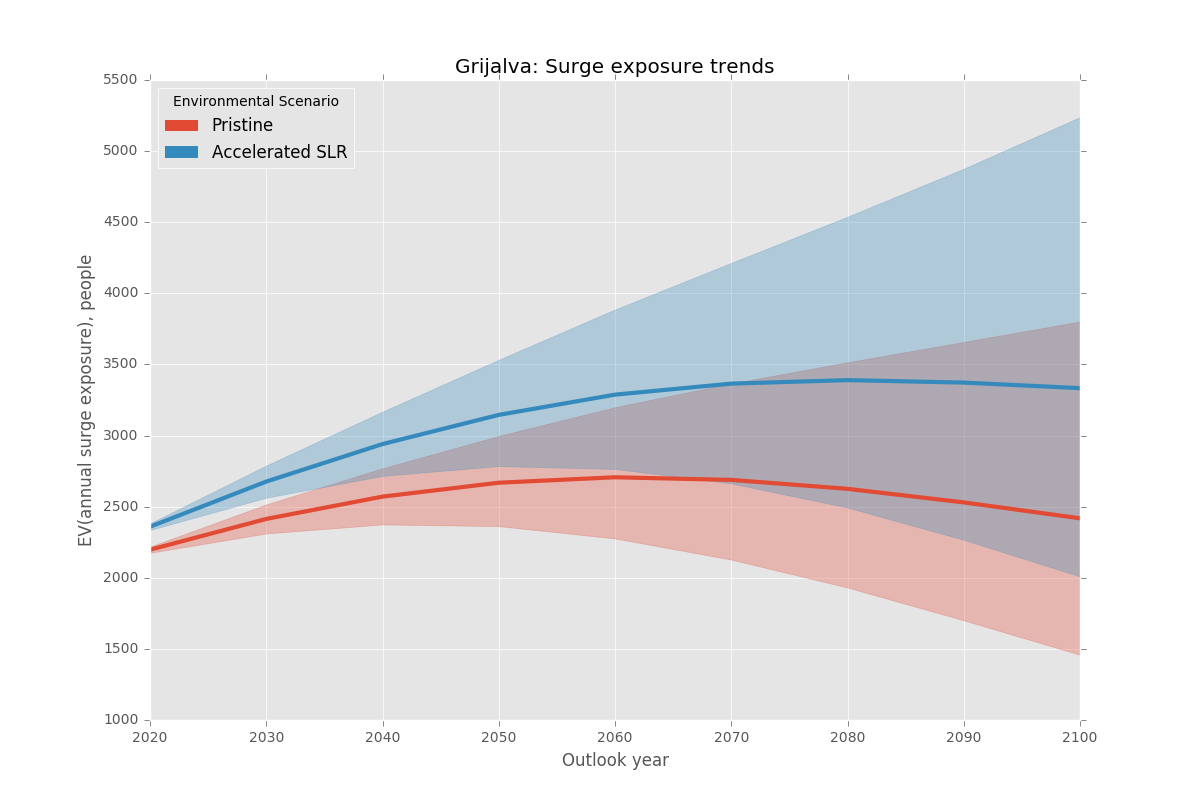 Grijalva: Surge exposure trends
Environmental Scenario
Pristine
Accelerated SLR
EV(annual surge exposure), people
5500
5000
4500
4000
3500
3000
2500
2000
1500
1000
2020 2030 2040 2050 2060 2070 2080 2090 2100
Outlook year